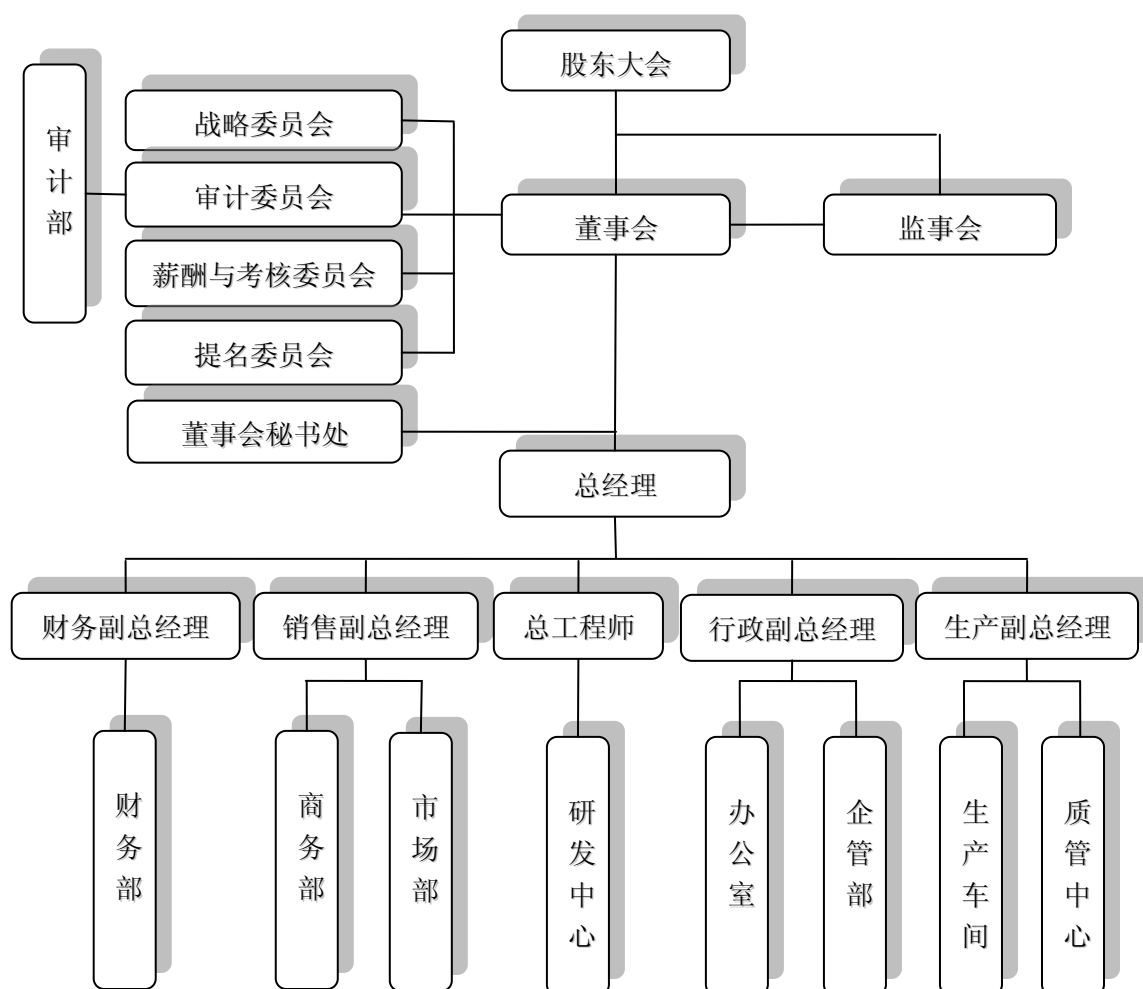 股东大会
审计部
战略委员会
审计委员会
董事会
监事会
薪酬与考核委员会
提名委员会
董事会秘书处
总经理
财务副总经理
销售副总经理
总工程师
行政副总经理
生产副总经理
财务部
商务部
市场部
研发中心
办公室
企管部
生产车间
质管中心